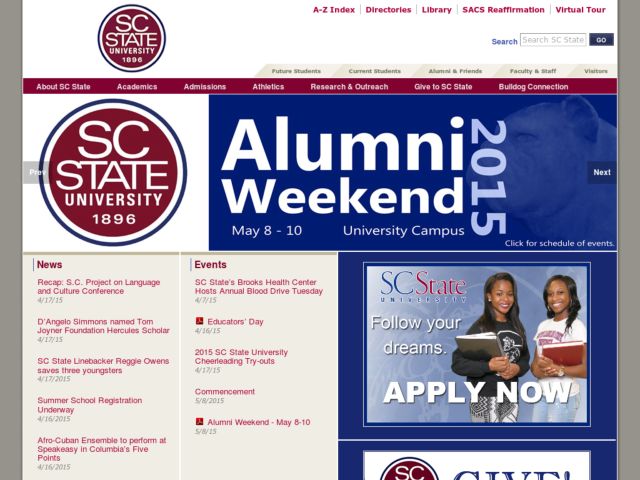 SC
STATE
UNIVERSITY
1896
A-Z Index
Directories
Library
SACS Reaffirmation
Virtual Tour
Search
Search SC State
GO
Future Students
Current Students
Alumni & Friends
Faculty & Staff
Visitors
About SC State
Academics
Admissions
Athletics
Research & Outreach
Give to SC State
Bulldog Connection
SC
STATE
UNIVERSITY
1896
Prev
Alumni
Weekend
2015
May 8 - 10
University Campus
Next
Click for schedule of events.
News
Recap: S.C. Project on Language
and Culture Conference
4/17/15
D'Angelo Simmons named Tom
Joyner Foundation Hercules Scholar
4/17/15
SC State Linebacker Reggie Owens
saves three youngsters
4/17/2015
Summer School Registration
Underway
4/16/2015
Afro-Cuban Ensemble to perform at
Speakeasy in Columbia's Five
Points
4/16/2015
Events
SC State's Brooks Health Center
Hosts Annual Blood Drive Tuesday
4/7/15
Educators' Day
4/16/15
2015 SC State University
Cheerleading Try-outs
4/17/15
Commencement
5/8/2015
Alumni Weekend - May 8-10
5/8/15
SC State
UNIVERSITY
Follow your
dreams.
APPLY NOW
SC
STATE
GIVE!